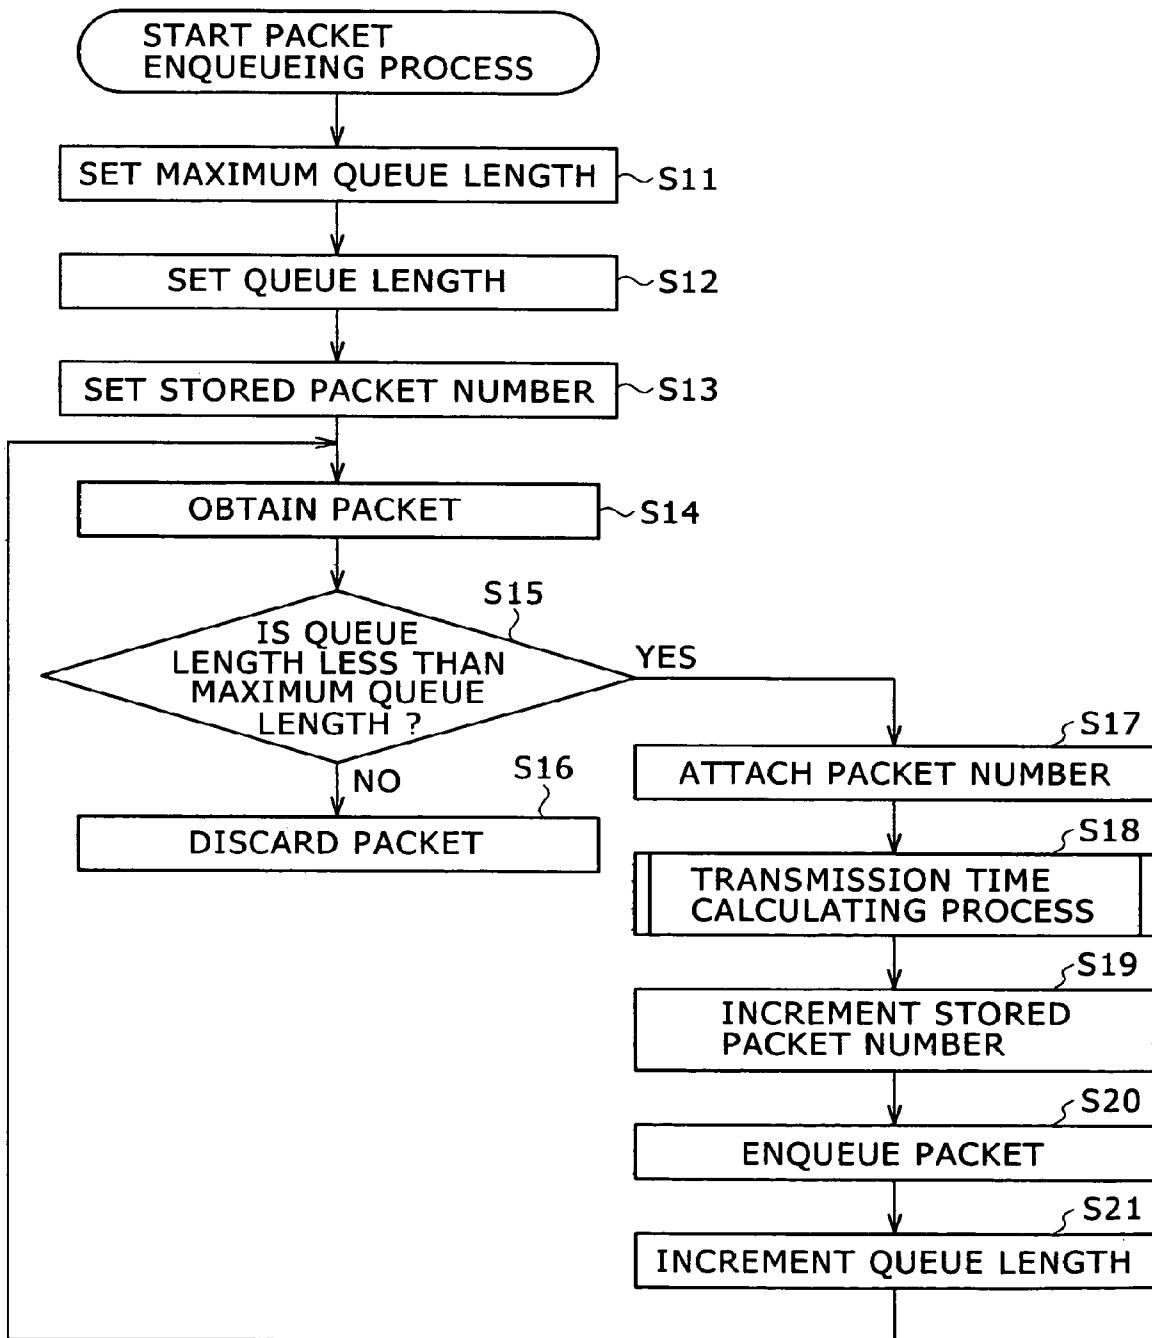 START PACKET
ENQUEUEING PROCESS
SET MAXIMUM QUEUE LENGTH
S11
SET QUEUE LENGTH
S12
SET STORED PACKET NUMBER
S13
OBTAIN PACKET
S14
S15
IS QUEUE
LENGTH LESS THAN
MAXIMUM QUEUE
LENGTH ?
YES
NO
S16
DISCARD PACKET
S17
ATTACH PACKET NUMBER
S18
TRANSMISSION TIME
CALCULATING PROCESS
S19
INCREMENT STORED
PACKET NUMBER
S20
ENQUEUE PACKET
S21
INCREMENT QUEUE LENGTH